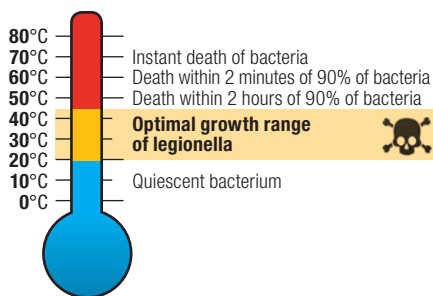 80°C
70°C Instant death of bacteria
60°C Death within 2 minutes of 90% of bacteria
50°C Death within 2 hours of 90% of bacteria
40°C Optimal growth range
30°C of legionella
20°C
10°C Quiescent bacterium
0°C